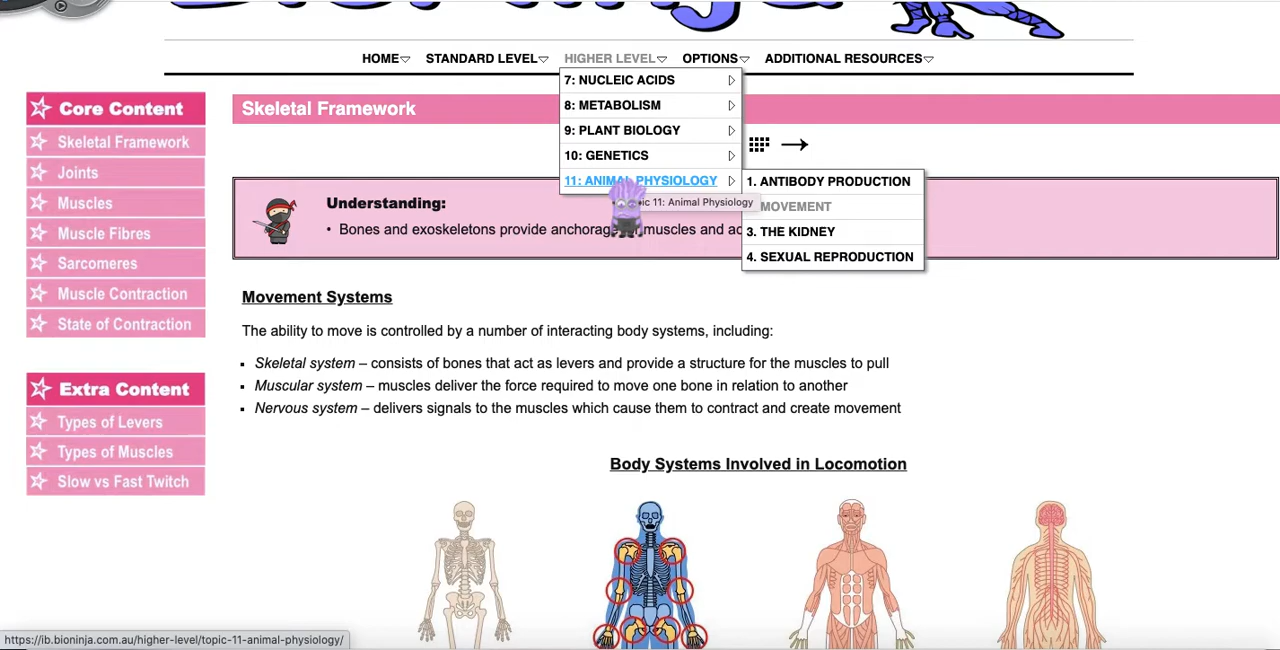 HOME STANDARD LEVEL HIGHER LEVEL OPTIONS ADDITIONAL RESOURCES
7: NUCLEIC ACIDS
8: METABOLISM
9: PLANT BIOLOGY
10: GENETICS
11: ANIMAL PHYSIOLOGY
Topic 11: Animal Physiology
1. ANTIBODY PRODUCTION
MOVEMENT
3. THE KIDNEY
4. SEXUAL REPRODUCTION
Core Content
Skeletal Framework
Joints
Muscles
Muscle Fibres
Sarcomeres
Muscle Contraction
State of Contraction
Extra Content
Types of Levers
Types of Muscles
Slow vs Fast Twitch
Skeletal Framework
Understanding:
• Bones and exoskeletons provide anchorage muscles and
Movement Systems
The ability to move is controlled by a number of interacting body systems, including:
Skeletal system – consists of bones that act as levers and provide a structure for the muscles to pull
Muscular system – muscles deliver the force required to move one bone in relation to another
Nervous system – delivers signals to the muscles which cause them to contract and create movement
Body Systems Involved in Locomotion
https://ib.bioninja.com.au/higher-level/topic-11-animal-physiology/